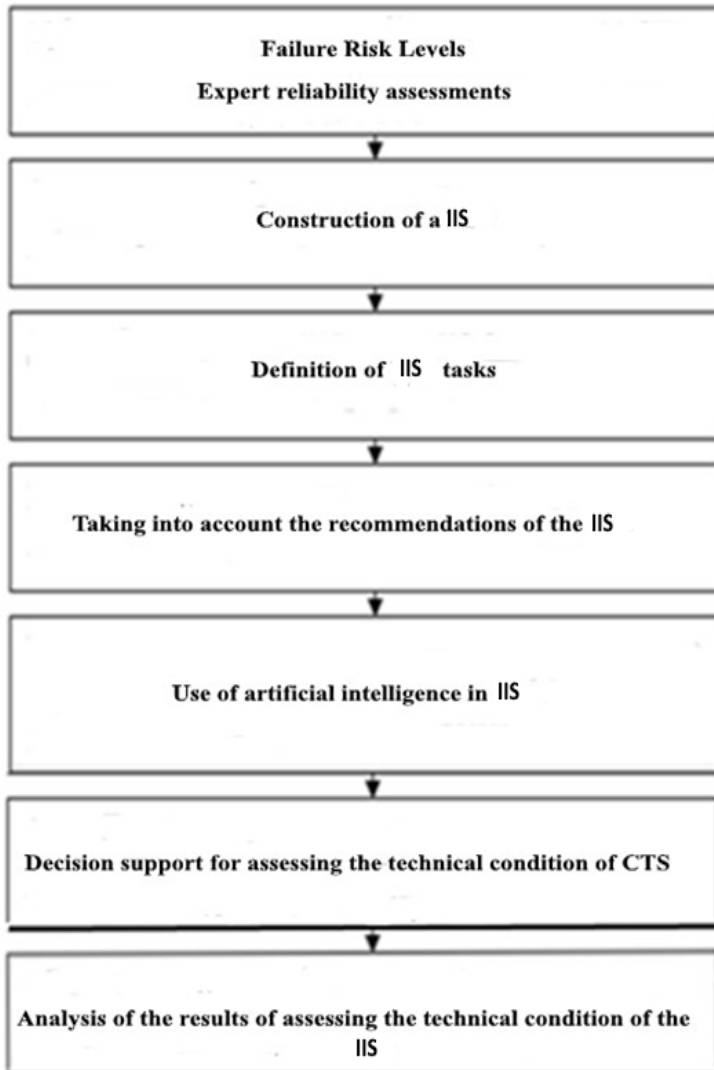 Failure Risk Levels
Expert reliability assessments
Construction of a IIS
Definition of IIS tasks
Taking into account the recommendations of the IIS
Use of artificial intelligence in IIS
Decision support for assessing the technical condition of CTS
Analysis of the results of assessing the technical condition of the
IIS